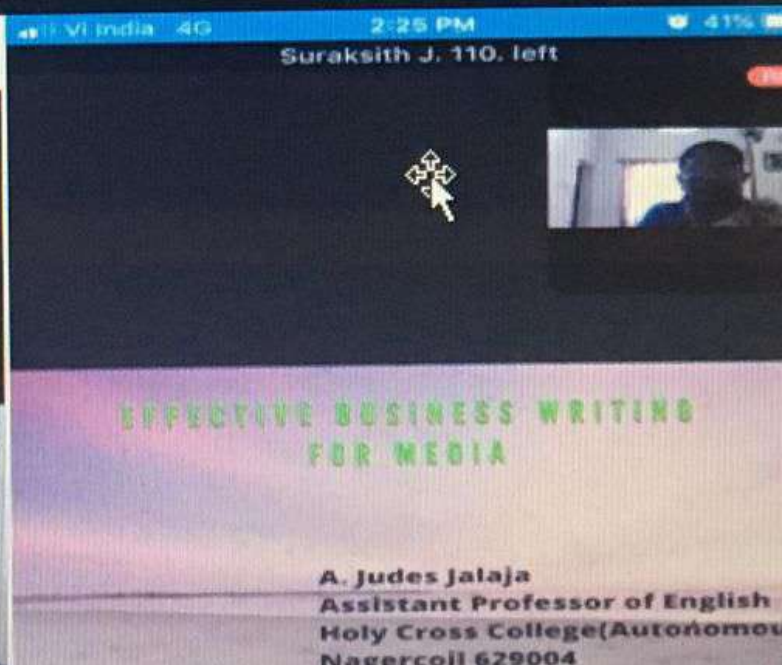 Vi India 4G 2:25 PM 41%
Suraksith J. 110. left
EFFECTIVE BUSINESS WRITING
FOR MEDIA
A. Judes Jalaja
Assistant Professor of English
Holy Cross College(Autonomou
Nagercoil 629004